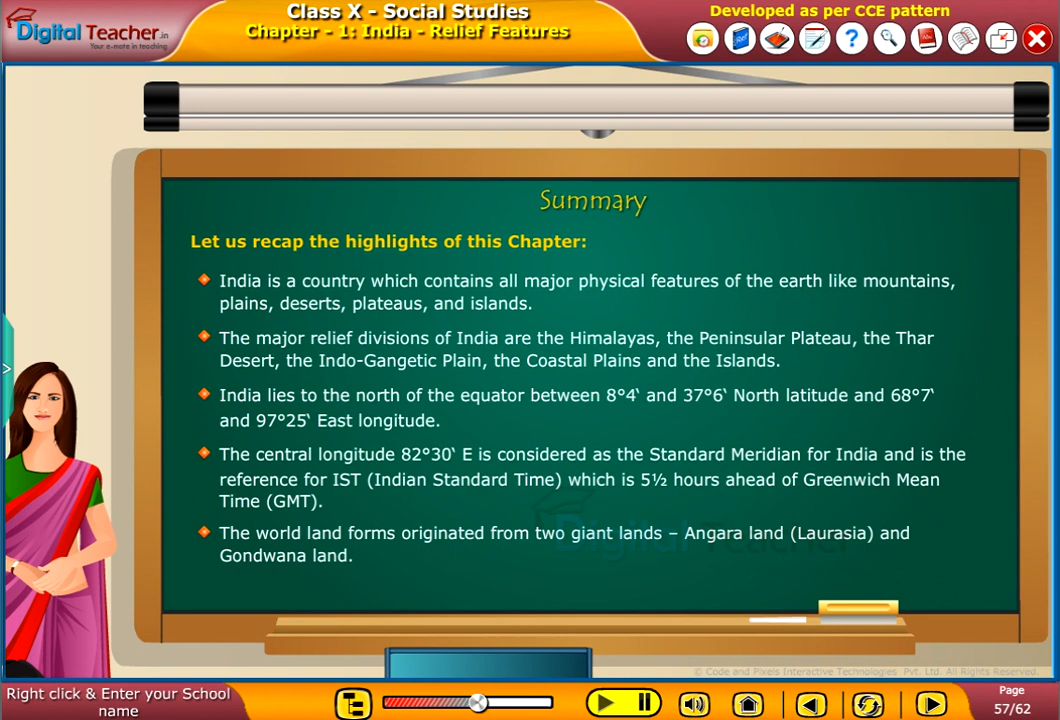 Digital Teacher.in
Your e-mate in teaching
Class X - Social Studies
Chapter - 1: India - Relief Features
Developed as per CCE pattern
Summary
Let us recap the highlights of this Chapter:
India is a country which contains all major physical features of the earth like mountains,
plains, deserts, plateaus, and islands.
The major relief divisions of India are the Himalayas, the Peninsular Plateau, the Thar
Desert, the Indo-Gangetic Plain, the Coastal Plains and the Islands.
India lies to the north of the equator between 8°4‘ and 37°6‘ North latitude and 68°7‘
and 97°25‘ East longitude.
The central longitude 82°30‘ E is considered as the Standard Meridian for India and is the
reference for IST (Indian Standard Time) which is 5½ hours ahead of Greenwich Mean
Time (GMT).
The world land forms originated from two giant lands – Angara land (Laurasia) and
Gondwana land.
Digital Teacher
© Code and Pixels Interactive Technologies Pvt. Ltd. All Rights Reserved.
Right click & Enter your School
name
Page
57/62